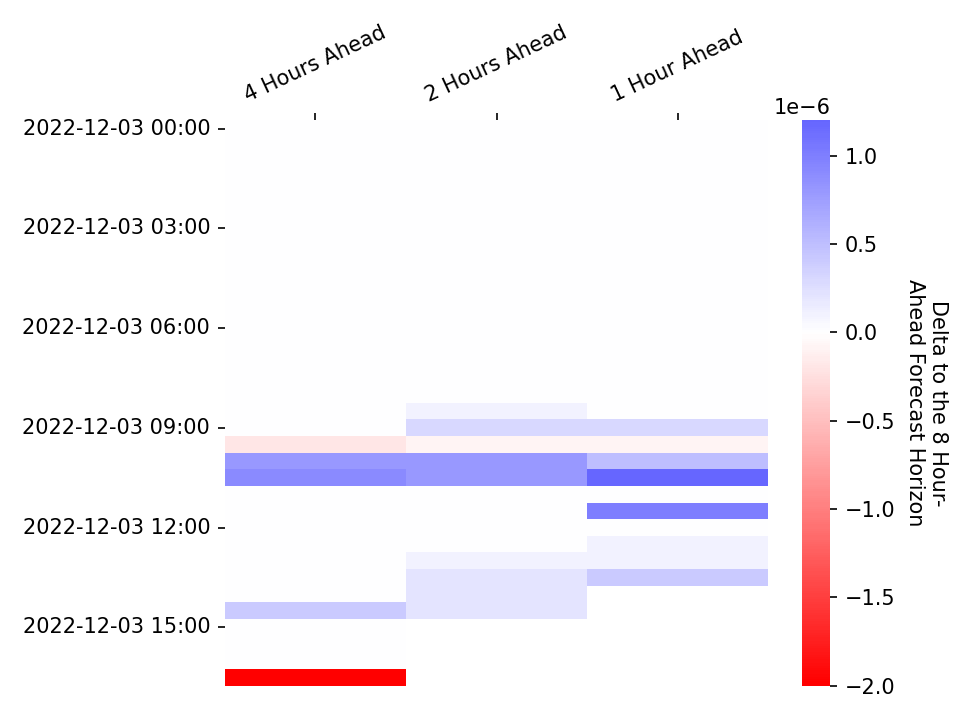 4 Hours Ahead
2 Hours Ahead
1 Hour Ahead
1e−6
2022-12-03 00:00
2022-12-03 03:00
2022-12-03 06:00
2022-12-03 09:00
2022-12-03 12:00
2022-12-03 15:00
1.0
0.5
0.0
−0.5
−1.0
−1.5
−2.0
Delta to the 8 Hour-
Ahead Forecast Horizon